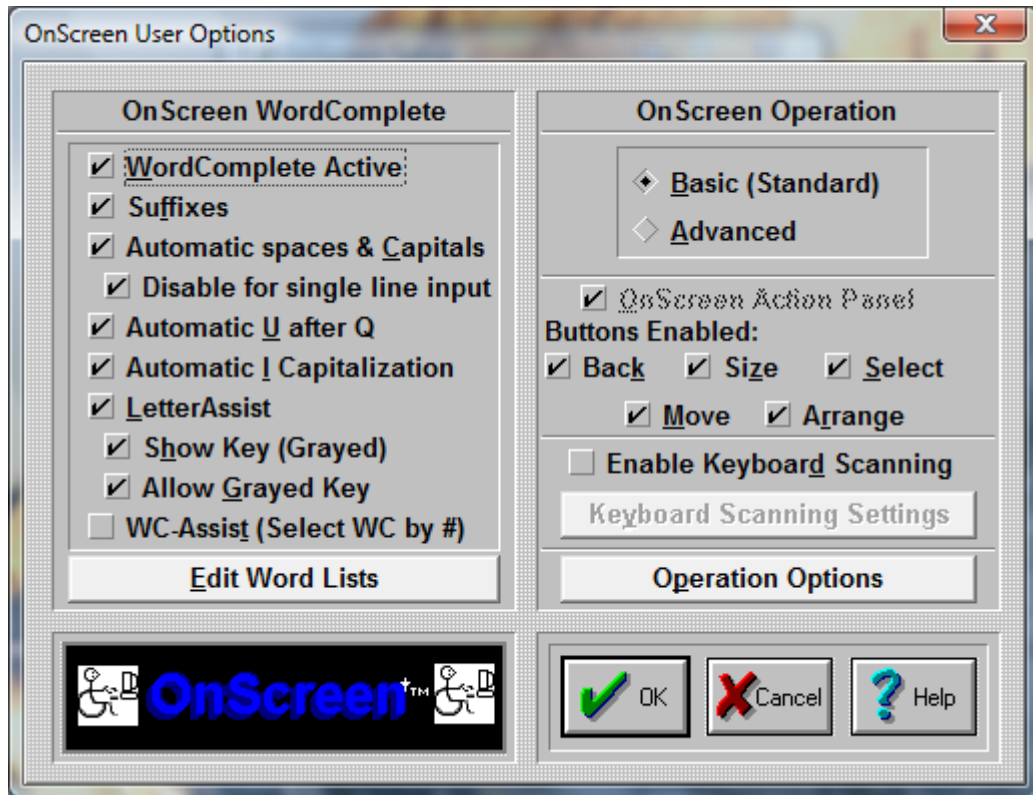 OnScreen User Options
OnScreen WordComplete
WordComplete Active
Suffixes
Automatic spaces & Capitals
Disable for single line input
Automatic U after Q
Automatic I Capitalization
LetterAssist
Show Key (Grayed)
Allow Grayed Key
WC-Assist (Select WC by #)
Edit Word Lists
OnScreen Operation
Basic (Standard)
Advanced
OnScreen Action Panel
Buttons Enabled:
Back Size Select
Move Arrange
Enable Keyboard Scanning
Keyboard Scanning Settings
Operation Options
OnScreen™
OK Cancel Help